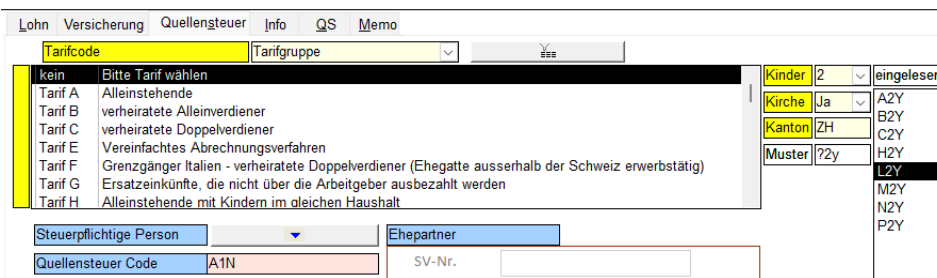 Lohn Versicherung Quellensteuer Info QS Memo
Tarifcode Tarifgruppe
kein Bitte Tarif wählen
Tarif A Alleinstehende
Tarif B verheiratete Alleinverdiener
Tarif C verheiratete Doppelverdiener
Tarif E Vereinfachtes Abrechnungsverfahren
Tarif F Grenzgänger Italien - verheiratete Doppelverdiener (Ehegatte ausserhalb der Schweiz erwerbstätig)
Tarif G Ersatzeinkünfte, die nicht über die Arbeitgeber ausbezahlt werden
Tarif H Alleinstehende mit Kindern im gleichen Haushalt
Kinder 2
Kirche Ja
Kanton ZH
Muster ?2y
eingelesen
A2Y
B2Y
C2Y
H2Y
L2Y
M2Y
N2Y
P2Y
Steuerpflichtige Person
Ehepartner
Quellensteuer Code A1N
SV-Nr.